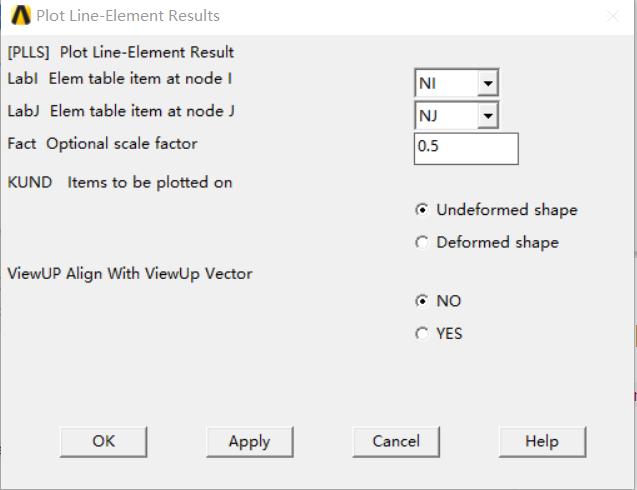 Plot Line-Element Results
[PLLS] Plot Line-Element Result
LabI Elem table item at node I
NI
LabJ Elem table item at node J
NJ
Fact Optional scale factor
0.5
KUND Items to be plotted on
Undeformed shape
Deformed shape
ViewUP Align With ViewUp Vector
NO
YES
OK Apply Cancel Help